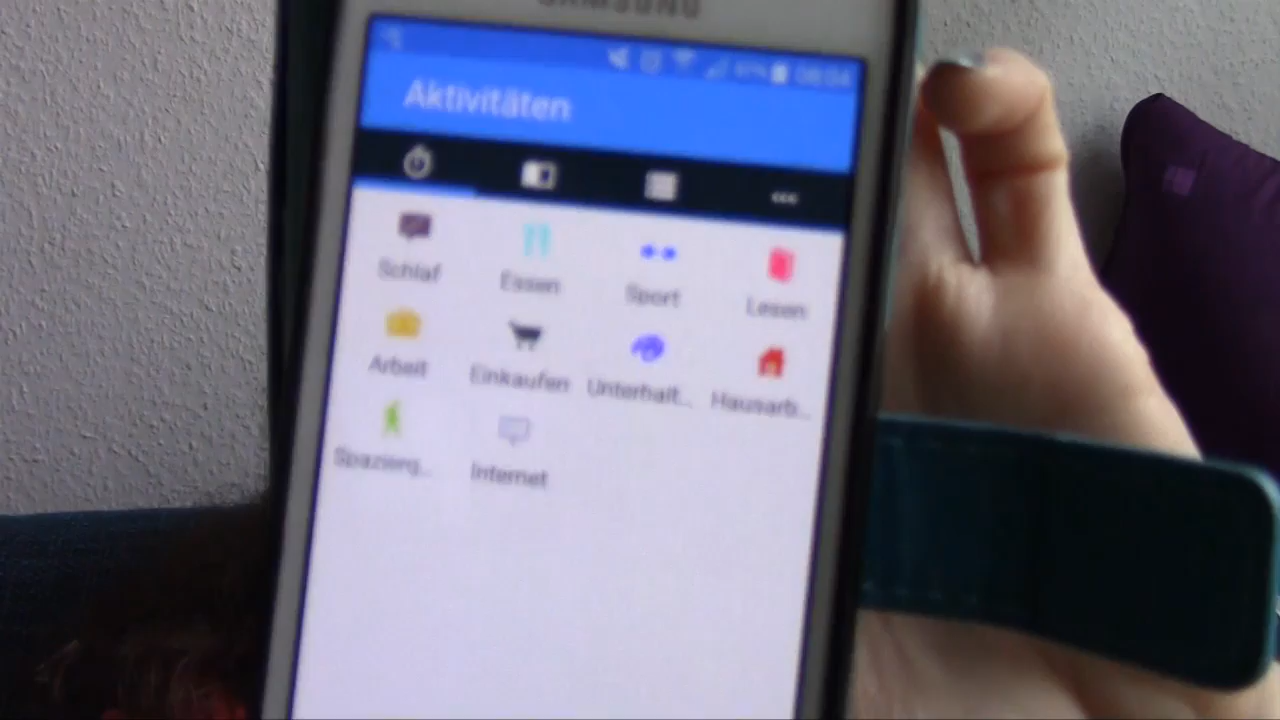 SAMSUNG
Aktivitäten
Schlaf Essen Sport Lesen
Arbeit Einkaufen Unterhalt... Hausarb...
Spazierg... Internet